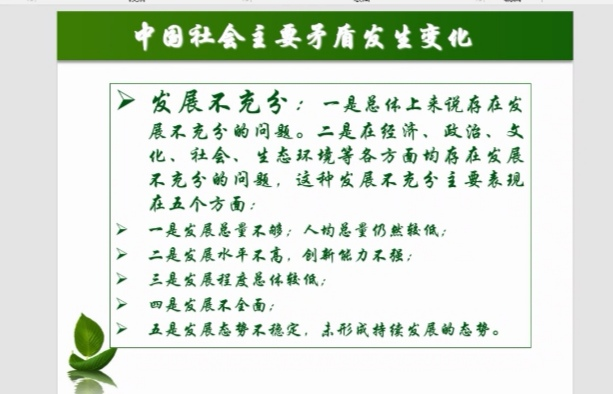 中国社会主要矛盾发生变化
发展不充分：一是总体上来说存在发
展不充分的问题。二是在经济、政治、文
化、社会、生态环境等各方面均存在发展
不充分的问题，这种发展不充分主要表现
在五个方面：
一是发展总量不够；人均总量仍然较低；
二是发展水平不高，创新能力不强；
三是发展程度总体较低；
四是发展不全面；
五是发展态势不稳定，未形成持续发展的态势。